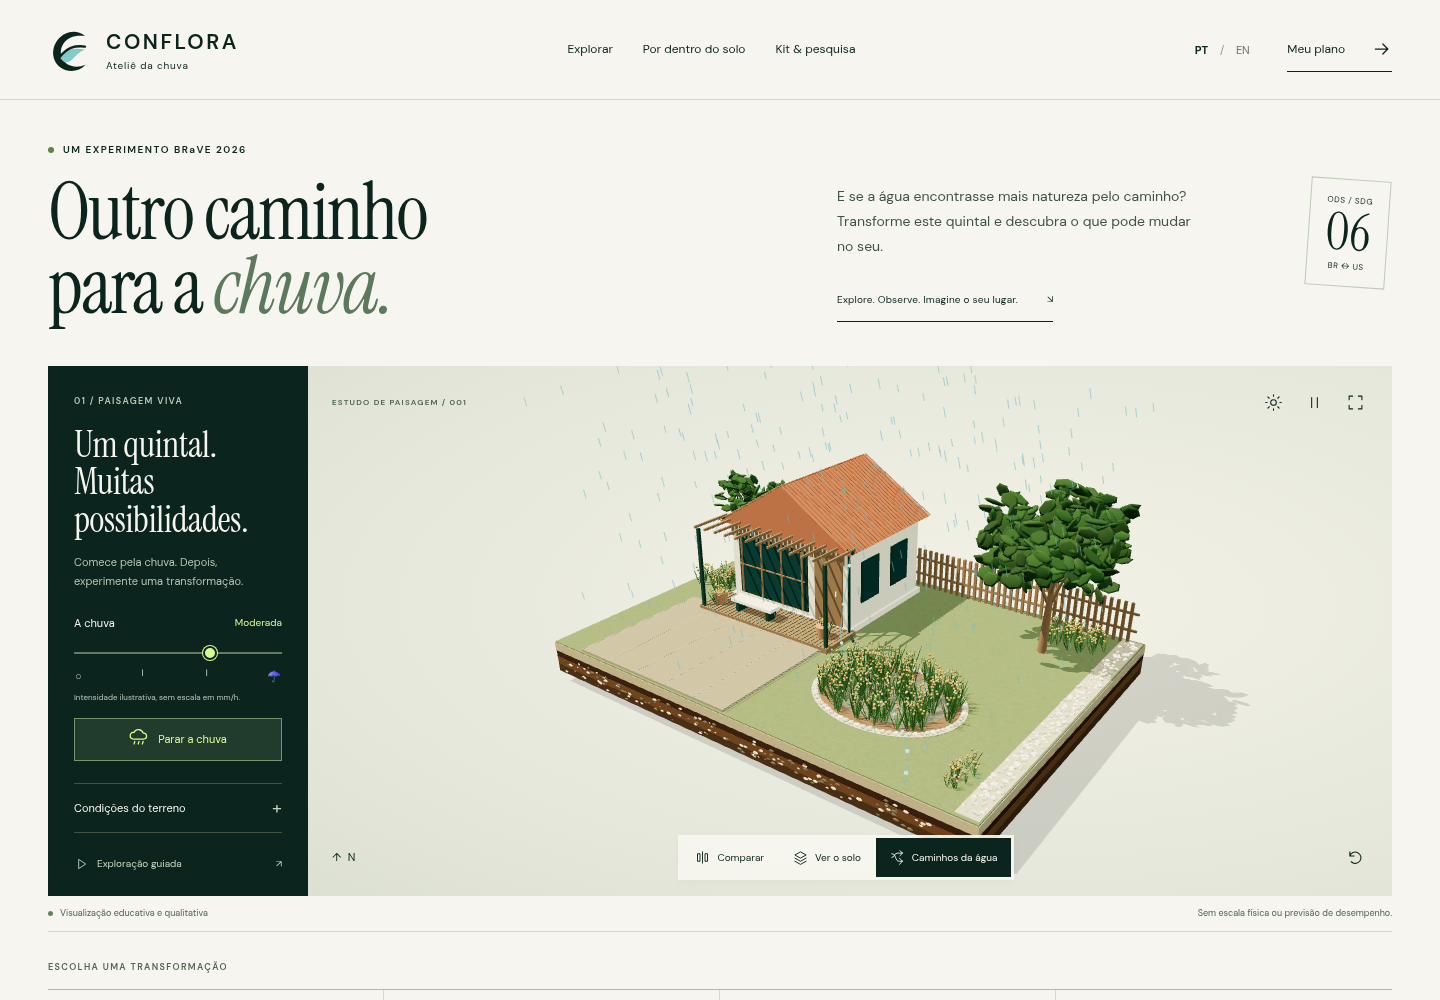 CONFLORA
Ateliê da chuva
Explorar
Por dentro do solo
Kit & pesquisa
PT / EN
Meu plano
UM EXPERIMENTO BRaVE 2026
Outro caminho
para a chuva.
E se a água encontrasse mais natureza pelo caminho?
Transforme este quintal e descubra o que pode mudar
no seu.
Explore. Observe. Imagine o seu lugar.
ODS / SDG
06
BR ↔ US
01 / PAISAGEM VIVA
Um quintal.
Muitas
possibilidades.
Comece pela chuva. Depois,
experimente uma transformação.
A chuva
Moderada
Intensidade ilustrativa, sem escala em mm/h.
Parar a chuva
Condições do terreno
Exploração guiada
ESTUDO DE PAISAGEM / 001
N
Comparar
Ver o solo
Caminhos da água
Visualização educativa e qualitativa
Sem escala física ou previsão de desempenho.
ESCOLHA UMA TRANSFORMAÇÃO